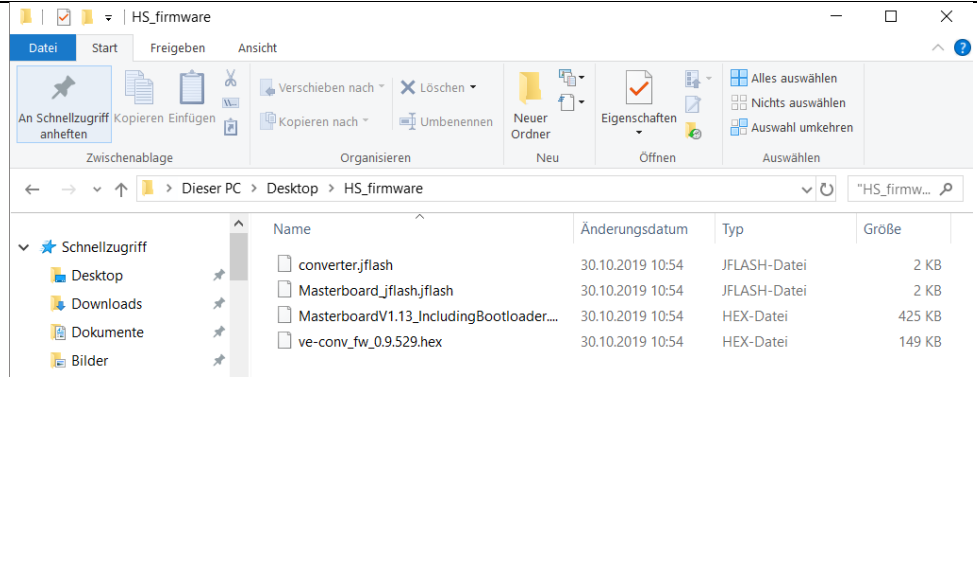 HS_firmware
Datei Start Freigeben Ansicht
An Schnellzugriff anheften Kopieren Einfügen
Verschieben nach Löschen
Kopieren nach Umbenennen
Neuer Ordner
Eigenschaften
Alles auswählen
Nichts auswählen
Auswahl umkehren
Zwischenablage Organisieren Neu Öffnen Auswählen
Dieser PC > Desktop > HS_firmware "HS_firmw...
Name Änderungsdatum Typ Größe
Schnellzugriff
Desktop
Downloads
Dokumente
Bilder
converter.jflash 30.10.2019 10:54 JFLASH-Datei 2 KB
Masterboard_jflash.jflash 30.10.2019 10:54 JFLASH-Datei 2 KB
MasterboardV1.13_IncludingBootloader.... 30.10.2019 10:54 HEX-Datei 425 KB
ve-conv_fw_0.9.529.hex 30.10.2019 10:54 HEX-Datei 149 KB